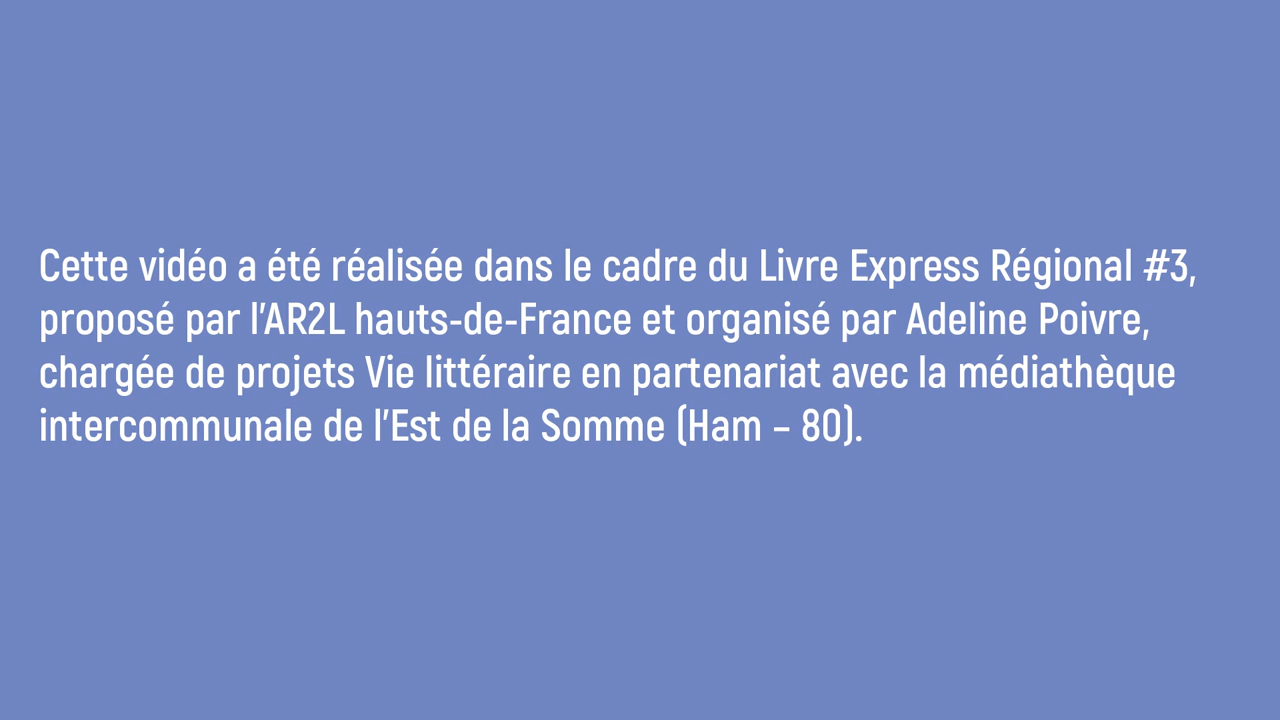 Cette vidéo a été réalisée dans le cadre du Livre Express Régional #3,
proposé par l’AR2L hauts-de-France et organisé par Adeline Poivre,
chargée de projets Vie littéraire en partenariat avec la médiathèque
intercommunale de l’Est de la Somme (Ham – 80).